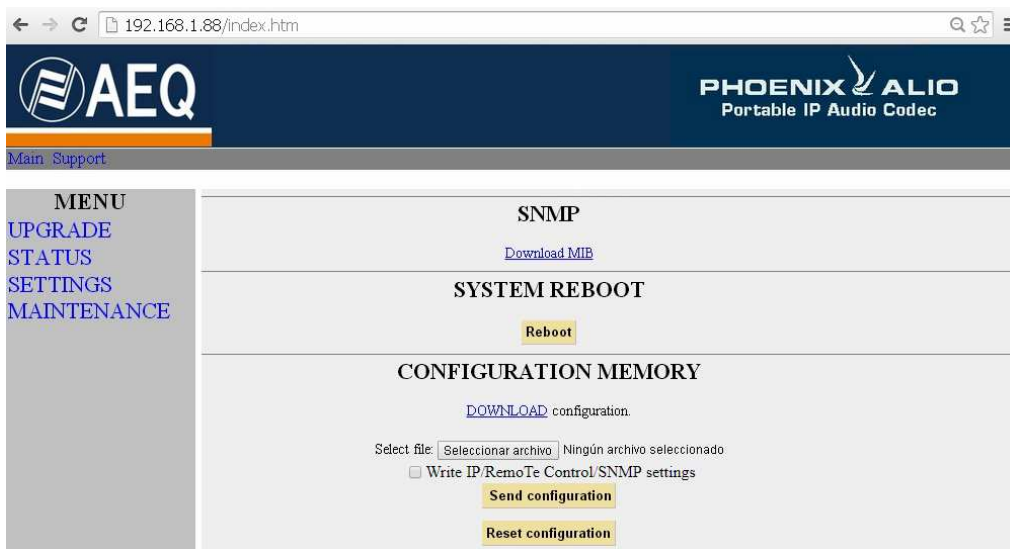 192.168.1.88/index.htm
AEQ
PHOENIX ALIO
Portable IP Audio Codec
Main Support
MENU
UPGRADE
STATUS
SETTINGS
MAINTENANCE
SNMP
Download MIB
SYSTEM REBOOT
Reboot
CONFIGURATION MEMORY
DOWNLOAD configuration.
Select file: Seleccionar archivo Ningún archivo seleccionado
Write IP/RemoTe Control/SNMP settings
Send configuration
Reset configuration